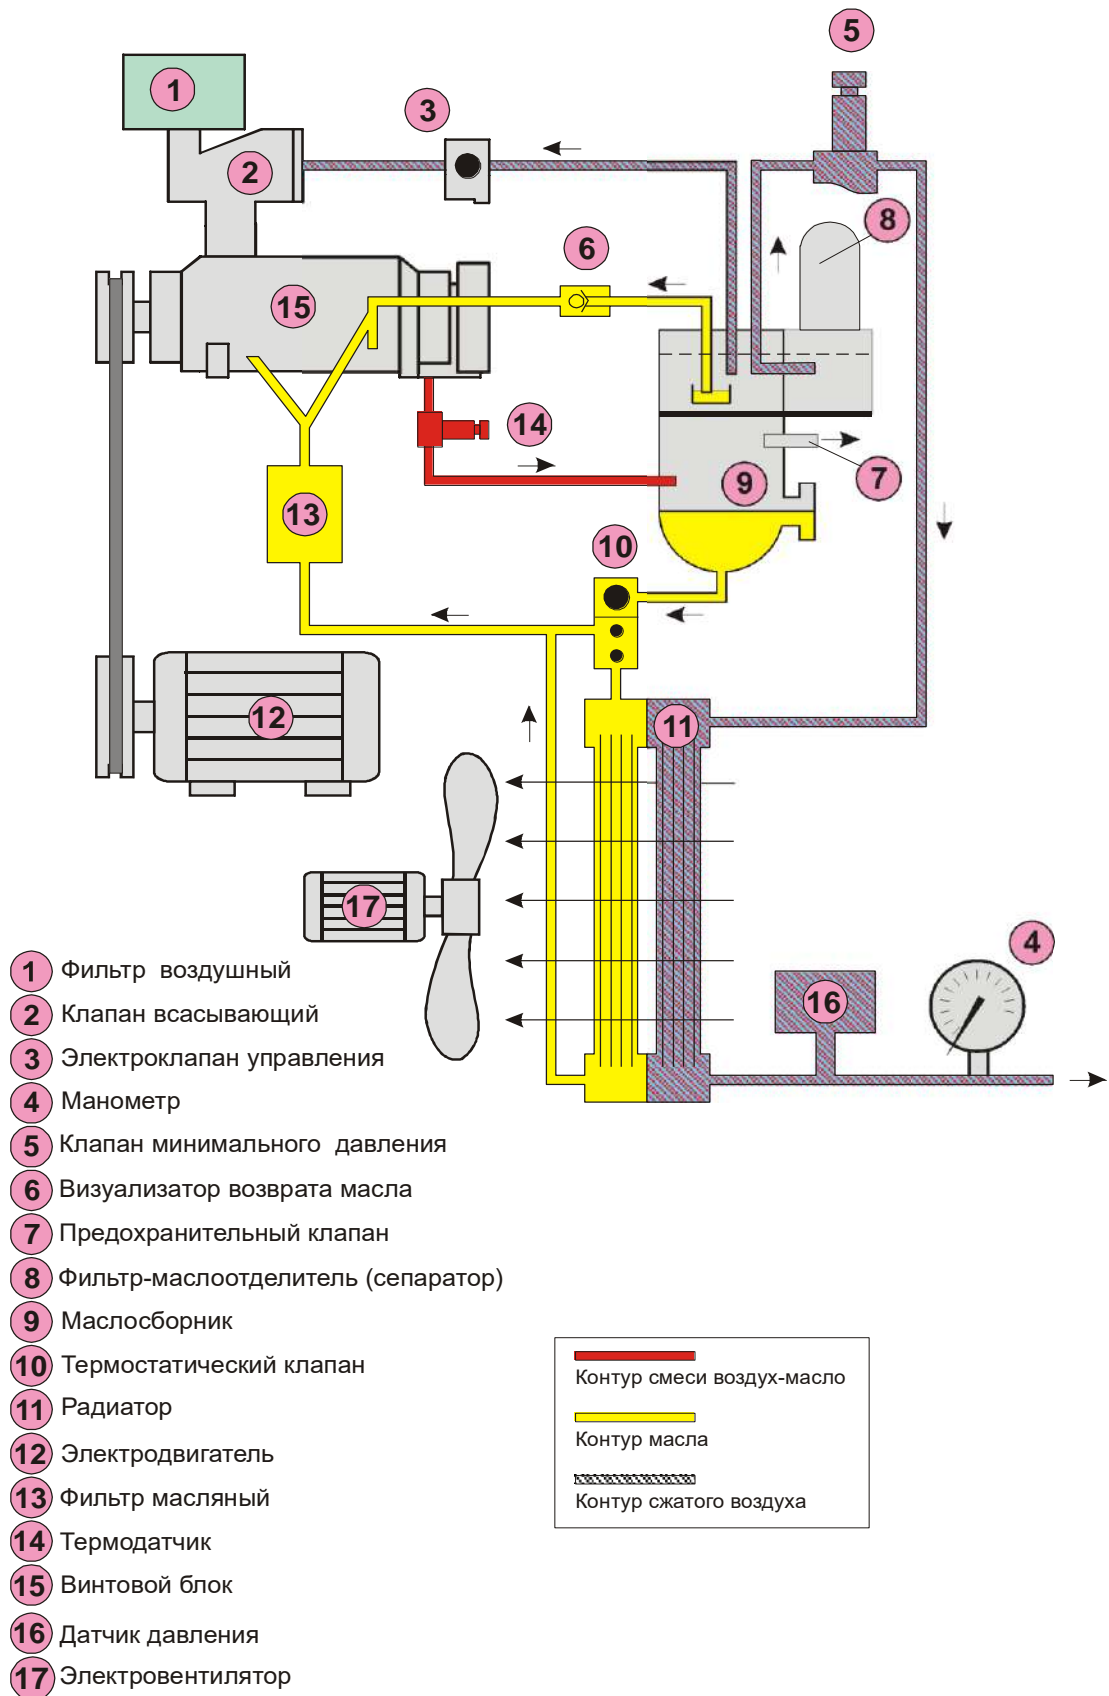 5
1
3
2
8
6
15
14
9
7
13
10
12
11
17
4
16
1 Фильтр воздушный
2 Клапан всасывающий
3 Электроклапан управления
4 Манометр
5 Клапан минимального давления
6 Визуализатор возврата масла
7 Предохранительный клапан
8 Фильтр-маслоотделитель (сепаратор)
9 Маслосборник
10 Термостатический клапан
11 Радиатор
12 Электродвигатель
13 Фильтр масляный
14 Термодатчик
15 Винтовой блок
16 Датчик давления
17 Электровентилятор
Контур смеси воздух-масло
Контур масла
Контур сжатого воздуха